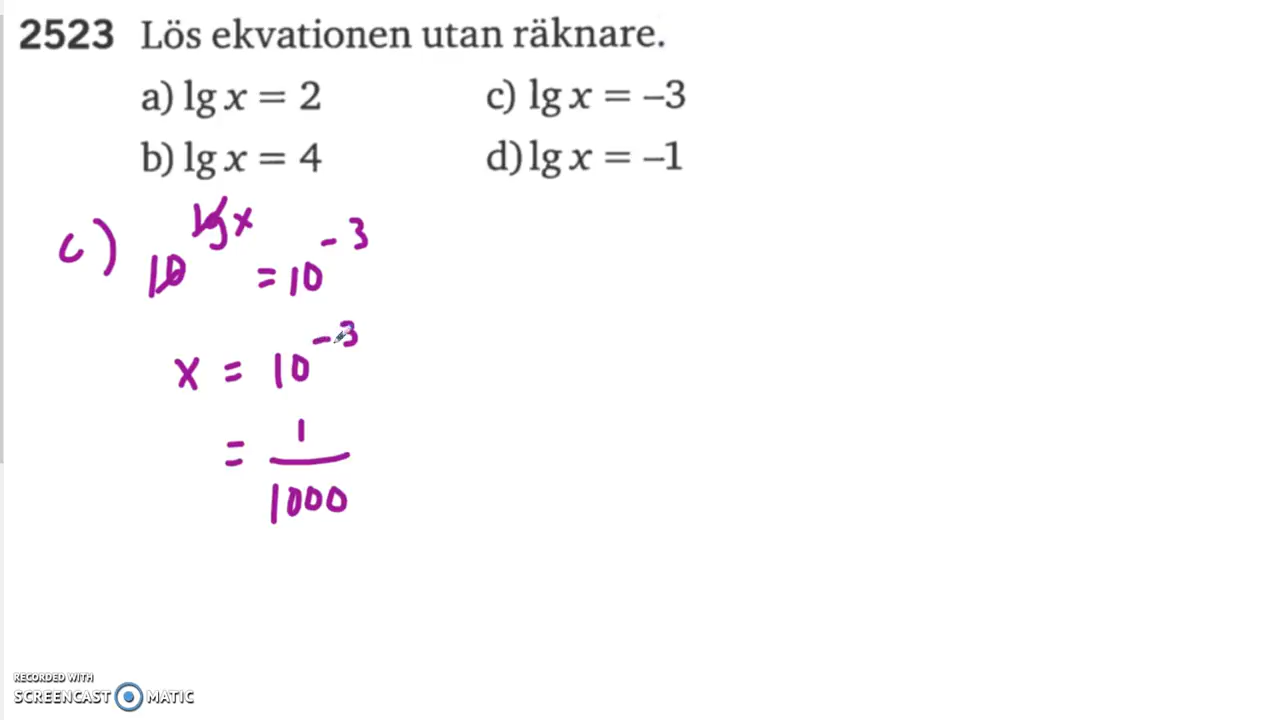 2523 Lös ekvationen utan räknare.
a) lg x = 2
c) lg x = –3
b) lg x = 4
d) lg x = –1
c) 10^lg x = 10^-3
x = 10^-3
= 1/1000
RECORDED WITH
SCREENCAST MATIC